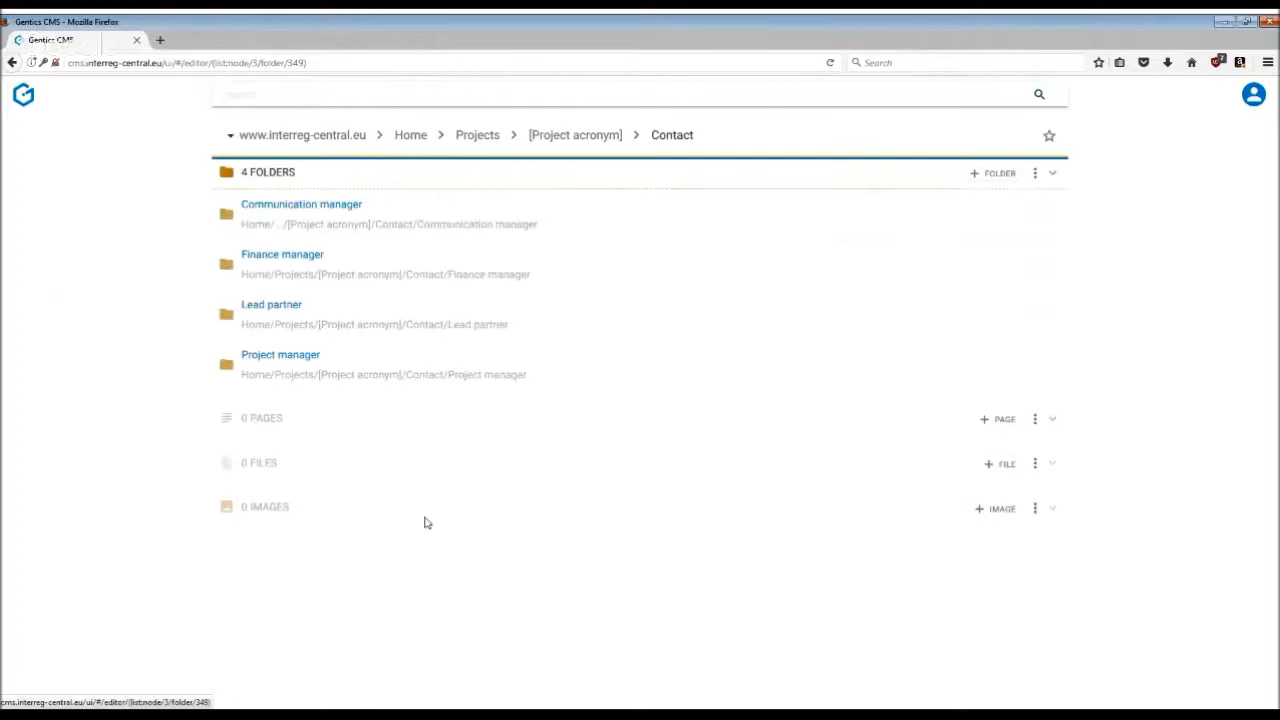 Gentics CMS - Mozilla Firefox
Gentics CMS
cms.interreg-central.eu/ui/#/editor/(list:node/3/folder/349)
Search
www.interreg-central.eu > Home > Projects > [Project acronym] > Contact
4 FOLDERS
+ FOLDER
Communication manager
Home/.../[Project acronym]/Contact/Communication manager
Finance manager
Home/Projects/[Project acronym]/Contact/Finance manager
Lead partner
Home/Projects/[Project acronym]/Contact/Lead partner
Project manager
Home/Projects/[Project acronym]/Contact/Project manager
0 PAGES
+ PAGE
0 FILES
+ FILE
0 IMAGES
+ IMAGE
cms.interreg-central.eu/ui/#/editor/(list:node/3/folder/349)